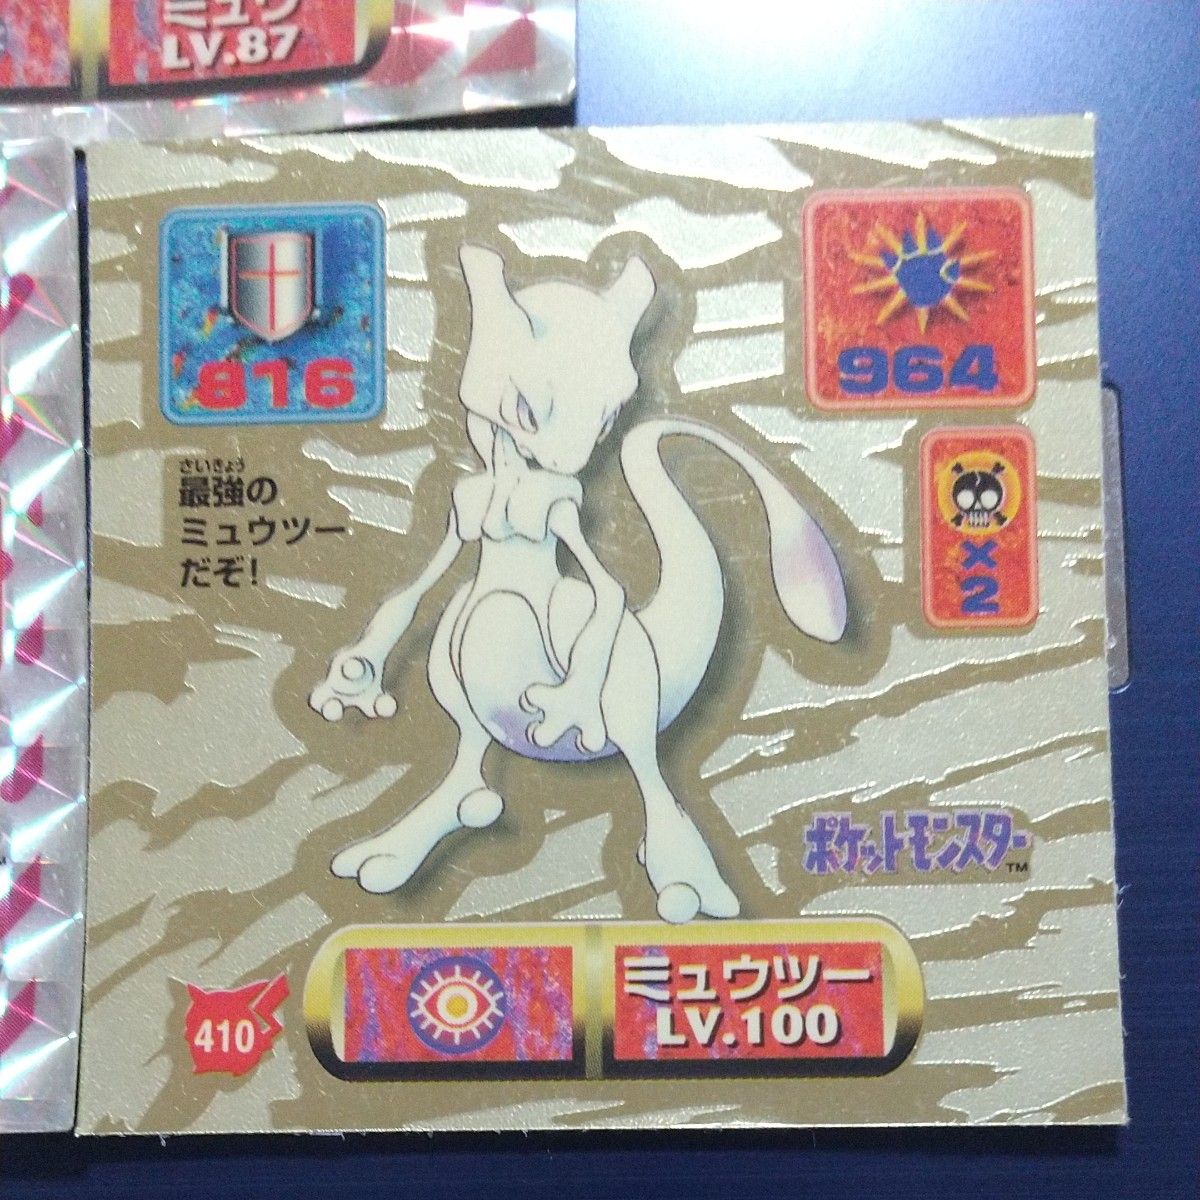 ミュウ
LV.87
816
964
さいきょう
最強の
ミュウツー
だぞ!
×
2
ポケットモンスター
TM
410
ミュウツー
LV.100